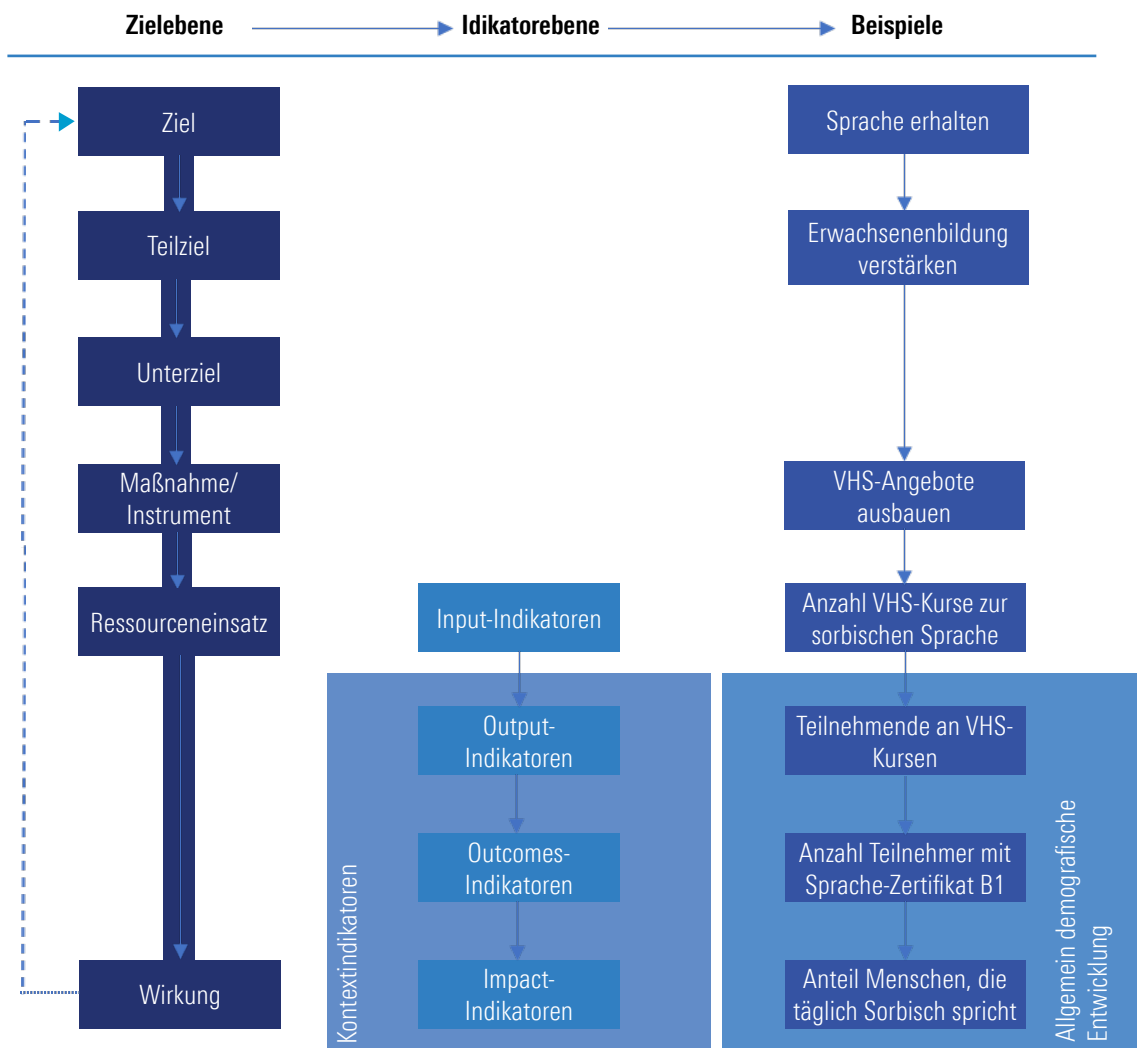 Zielebene
Idikatorebene
Beispiele
Ziel
Sprache erhalten
Teilziel
Erwachsenenbildung
verstärken
Unterziel
Maßnahme/
Instrument
VHS-Angebote
ausbauen
Ressourceneinsatz
Input-Indikatoren
Anzahl VHS-Kurse zur
sorbischen Sprache
Kontextindikatoren
Output-
Indikatoren
Teilnehmende an VHS-
Kursen
Outcomes-
Indikatoren
Anzahl Teilnehmer mit
Sprache-Zertifikat B1
Wirkung
Impact-
Indikatoren
Anteil Menschen, die
täglich Sorbisch spricht
Allgemein demografische
Entwicklung